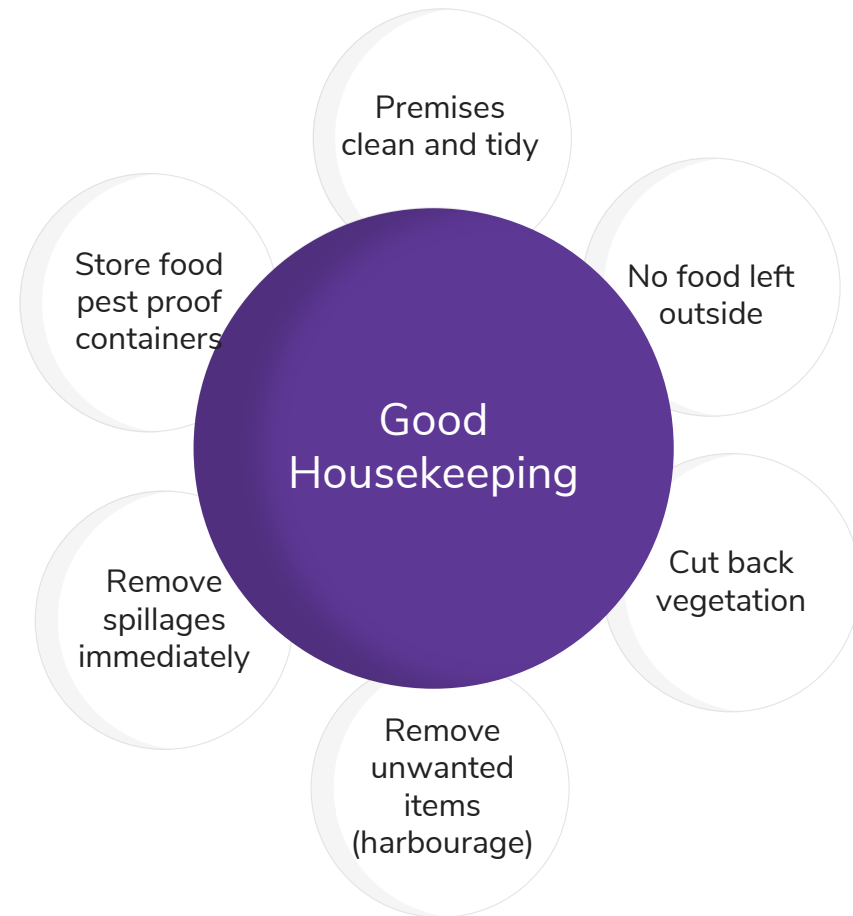 Premises
clean and tidy
No food left
outside
Cut back
vegetation
Remove
unwanted
items
(harbourage)
Remove
spillages
immediately
Store food
pest proof
containers
Good
Housekeeping